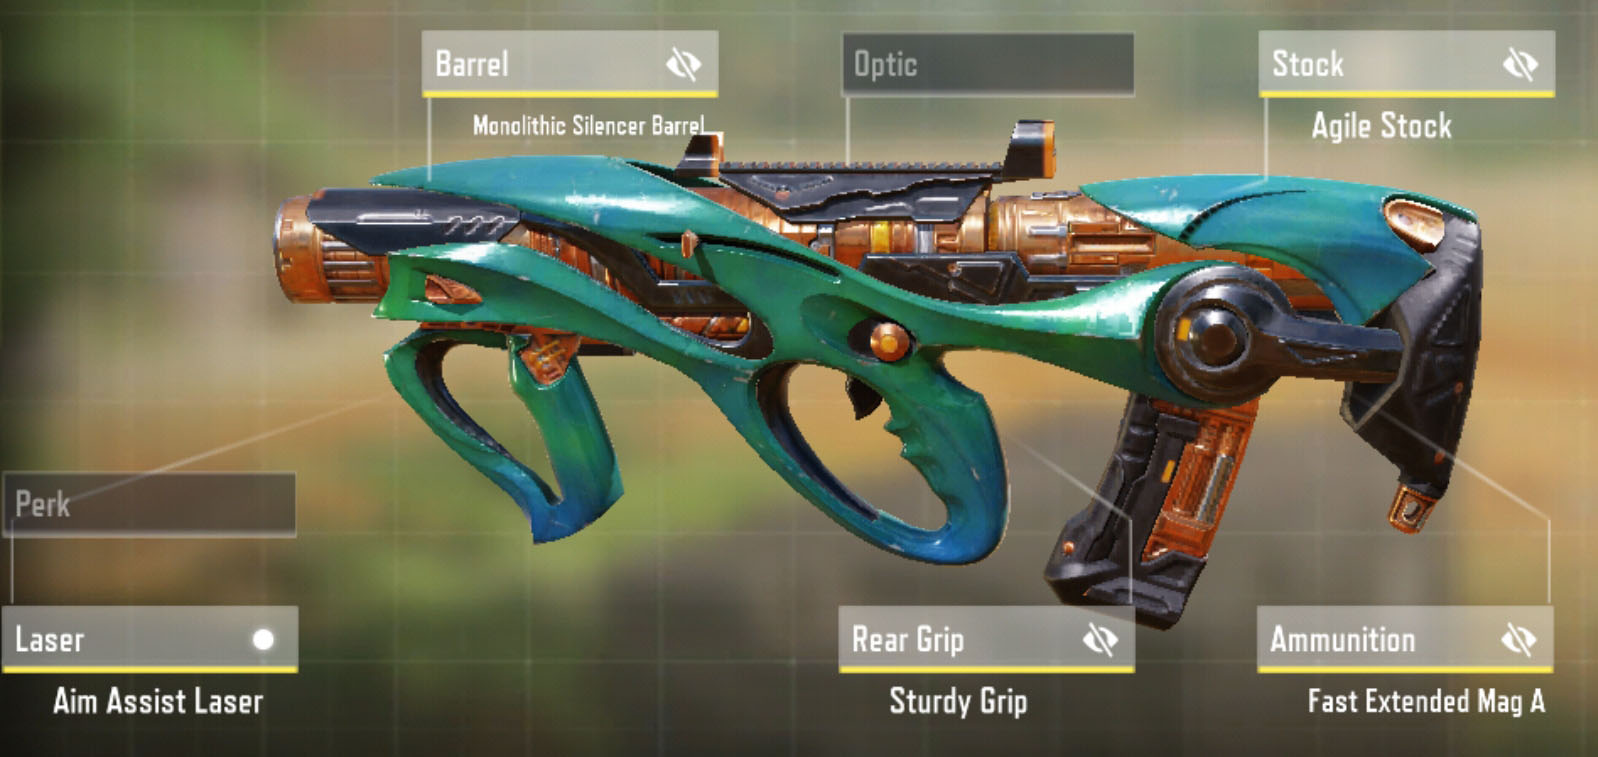 Barrel
Monolithic Silencer Barrel
Optic
Stock
Agile Stock
Perk
Laser
Aim Assist Laser
Rear Grip
Sturdy Grip
Ammunition
Fast Extended Mag A